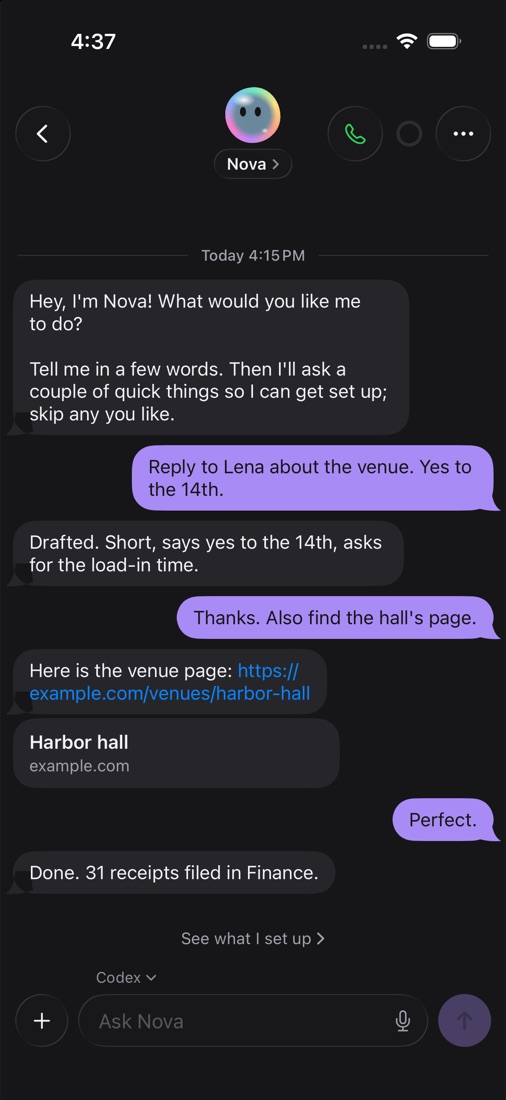 4:37
Nova
Today 4:15 PM
Hey, I'm Nova! What would you like me
to do?
Tell me in a few words. Then I'll ask a
couple of quick things so I can get set up;
skip any you like.
Reply to Lena about the venue. Yes to
the 14th.
Drafted. Short, says yes to the 14th, asks
for the load-in time.
Thanks. Also find the hall's page.
Here is the venue page: https://
example.com/venues/harbor-hall
Harbor hall
example.com
Perfect.
Done. 31 receipts filed in Finance.
See what I set up
Codex
Ask Nova